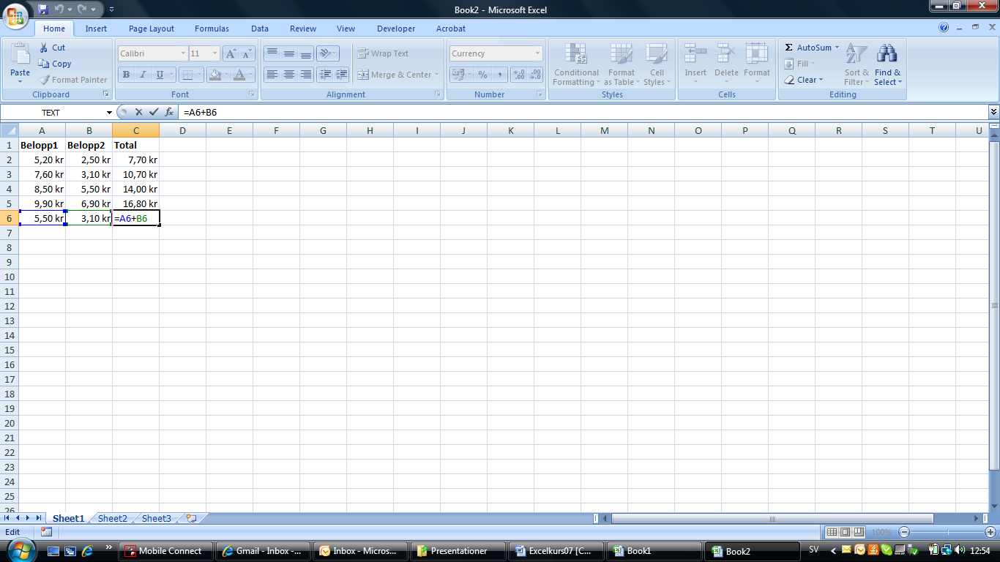 Book2 - Microsoft Excel
Home Insert Page Layout Formulas Data Review View Developer Acrobat
Paste
Cut
Copy
Format Painter
Clipboard
Calibri 11
B I U
Font
Wrap Text
Merge & Center
Alignment
Currency
%
Number
Conditional Formatting
Format as Table
Cell Styles
Styles
Insert Delete Format
Cells
Σ AutoSum
Fill
Clear
Sort & Filter
Find & Select
Editing
TEXT fx =A6+B6
A B C D E F G H I J K L M N O P Q R S T U
1 Belopp1 Belopp2 Total
2 5,20 kr 2,50 kr 7,70 kr
3 7,60 kr 3,10 kr 10,70 kr
4 8,50 kr 5,50 kr 14,00 kr
5 9,90 kr 6,90 kr 16,80 kr
6 5,50 kr 3,10 kr =A6+B6
7
8
9
10
11
12
13
14
15
16
17
18
19
20
21
22
23
24
25
26
Sheet1 Sheet2 Sheet3
Edit 100%
Mobile Connect Gmail - Inbox -... Inbox - Micros... Presentationer Excelkurs07 [C... Book1 Book2 SV 12:54